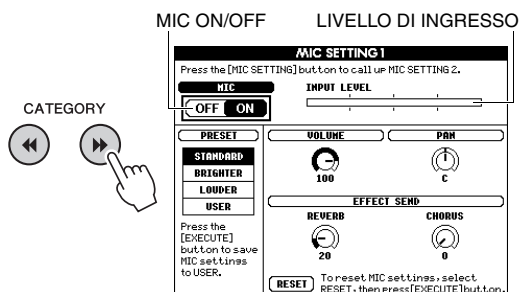 MIC ON/OFF
LIVELLO DI INGRESSO
MIC SETTING 1
Press the [MIC SETTING] button to call up MIC SETTING 2.
MIC
INPUT LEVEL
OFF ON
CATEGORY
PRESET
VOLUME
PAN
STANDARD
BRIGHTER
LOUDER
USER
100
C
EFFECT SEND
REVERB
CHORUS
20
0
Press the
[EXECUTE]
button to save
MIC settings
to USER.
RESET
To reset MIC settings, select
RESET, then press [EXECUTE] button.